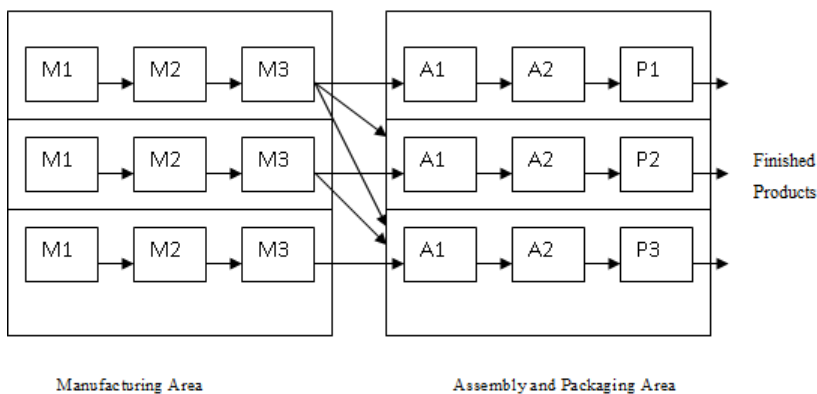 M1 M2 M3 A1 A2 P1
M1 M2 M3 A1 A2 P2
Finished
Products
M1 M2 M3 A1 A2 P3
Manufacturing Area
Assembly and Packaging Area